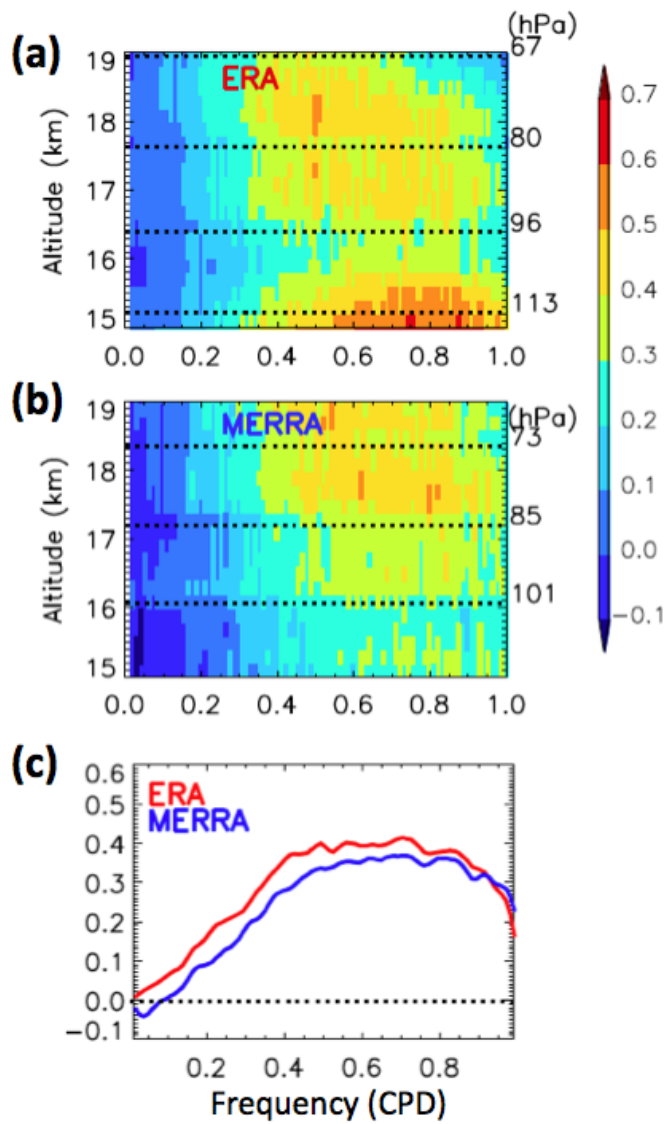 (hPa)
(a)
19
67
ERA
0.7
18
0.6
80
Altitude (km)
17
0.5
96
16
0.4
113
15
0.3
0.0 0.2 0.4 0.6 0.8 1.0
0.2
(b)
19
(hPa)
MERRA
73
0.1
18
85
0.0
Altitude (km)
17
101
-0.1
16
15
0.0 0.2 0.4 0.6 0.8 1.0
(c)
0.6
ERA
0.5
MERRA
0.4
0.3
0.2
0.1
0.0
-0.1
0.2 0.4 0.6 0.8
Frequency (CPD)